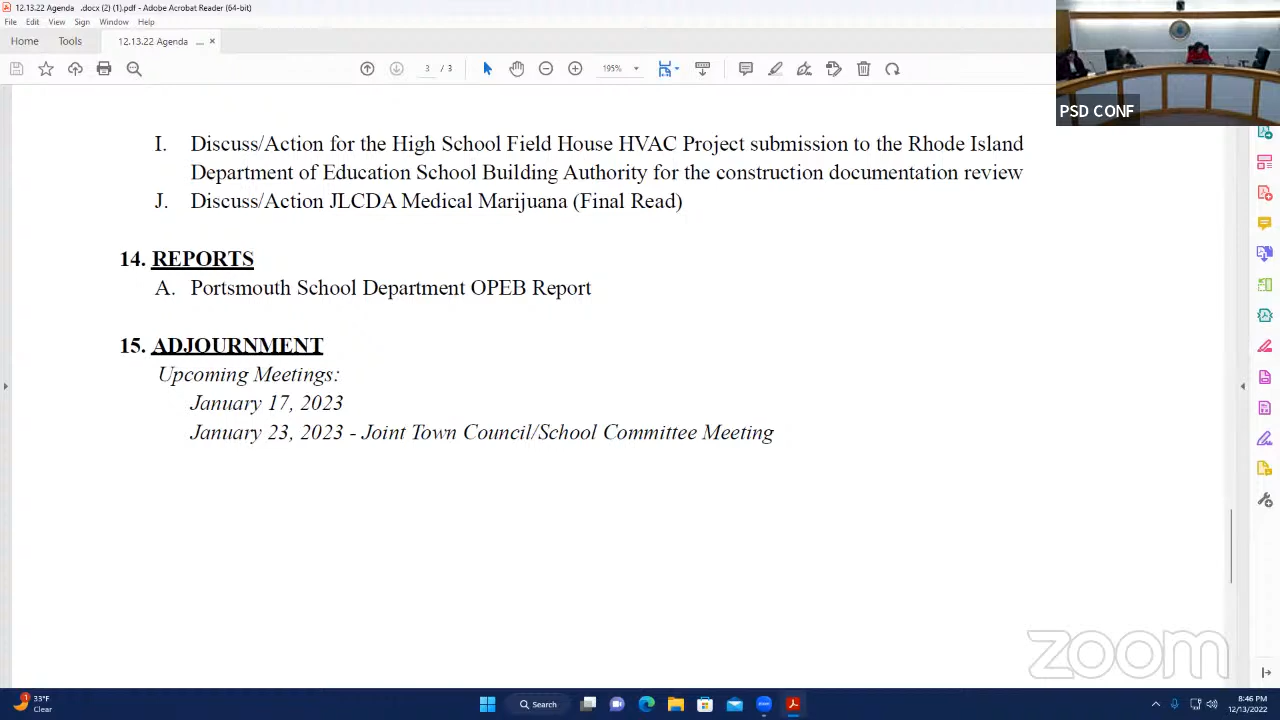 12.13.22 Agenda .docx (2) (1).pdf - Adobe Acrobat Reader (64-bit)
File Edit View Sign Window Help
Home Tools 12.13.22 Agenda ... ×
3 / 3 195%
PSD CONF
I. Discuss/Action for the High School Field House HVAC Project submission to the Rhode Island
Department of Education School Building Authority for the construction documentation review
J. Discuss/Action JLCDA Medical Marijuana (Final Read)
14. REPORTS
A. Portsmouth School Department OPEB Report
15. ADJOURNMENT
Upcoming Meetings:
January 17, 2023
January 23, 2023 - Joint Town Council/School Committee Meeting
zoom
1
33°F
Clear
Search
8:46 PM
12/13/2022